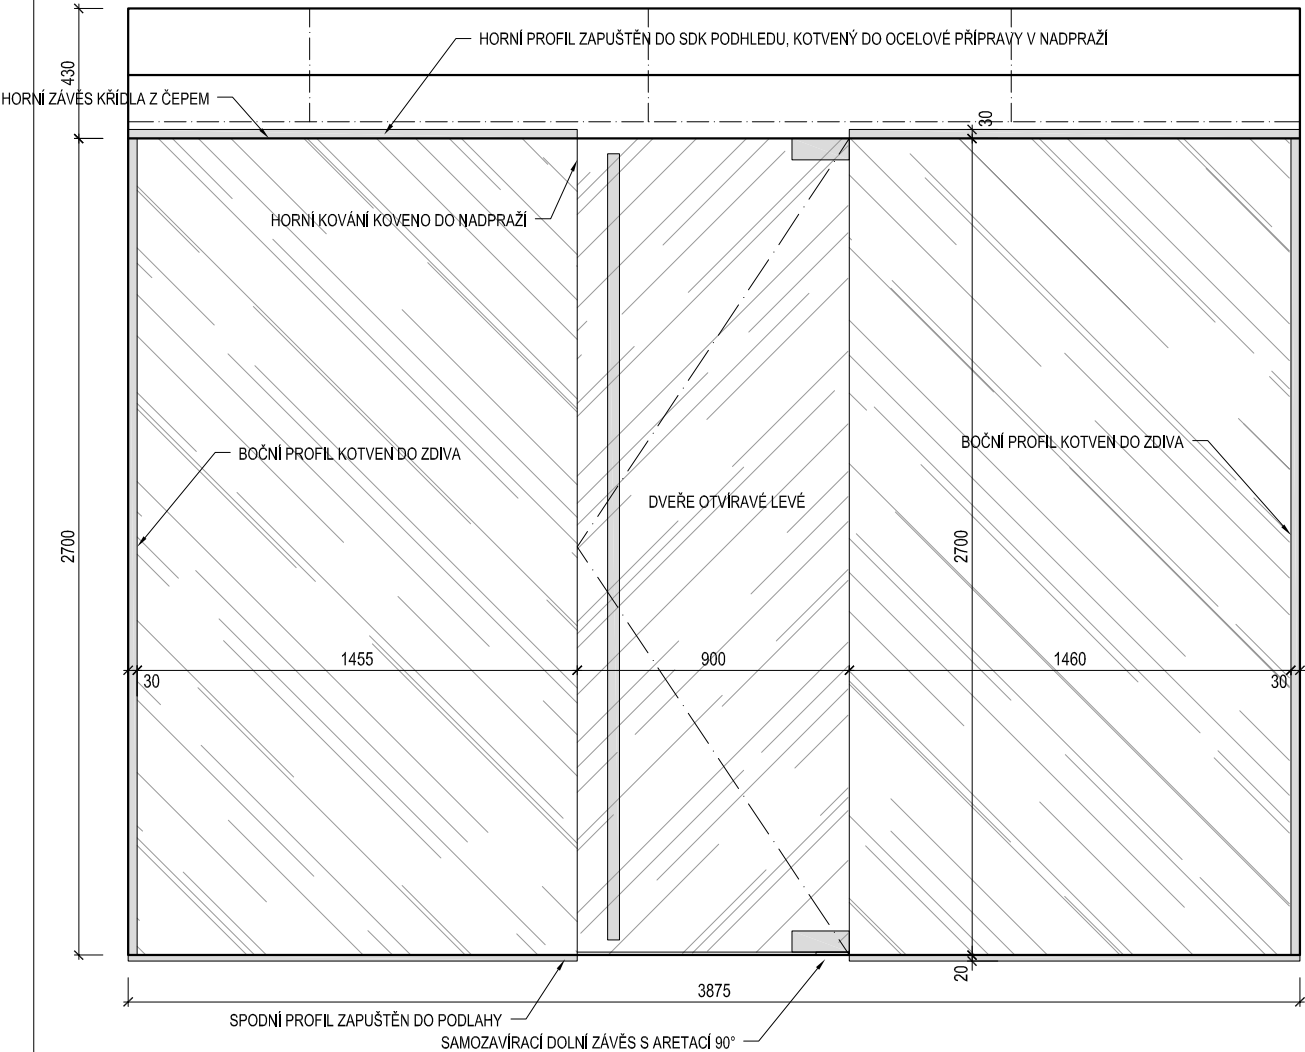 HORNÍ PROFIL ZAPUŠTĚN DO SDK PODHLEDU, KOTVENÝ DO OCELOVÉ PŘÍPRAVY V NADPRAŽÍ
430
HORNÍ ZÁVĚS KŘÍDLA Z ČEPEM
30
HORNÍ KOVÁNÍ KOVENO DO NADPRAŽÍ
BOČNÍ PROFIL KOTVEN DO ZDIVA
BOČNÍ PROFIL KOTVEN DO ZDIVA
DVEŘE OTVÍRAVÉ LEVÉ
2700
2700
1455
900
1460
30
30
20
3875
SPODNÍ PROFIL ZAPUŠTĚN DO PODLAHY
SAMOZAVÍRACÍ DOLNÍ ZÁVĚS S ARETACÍ 90°